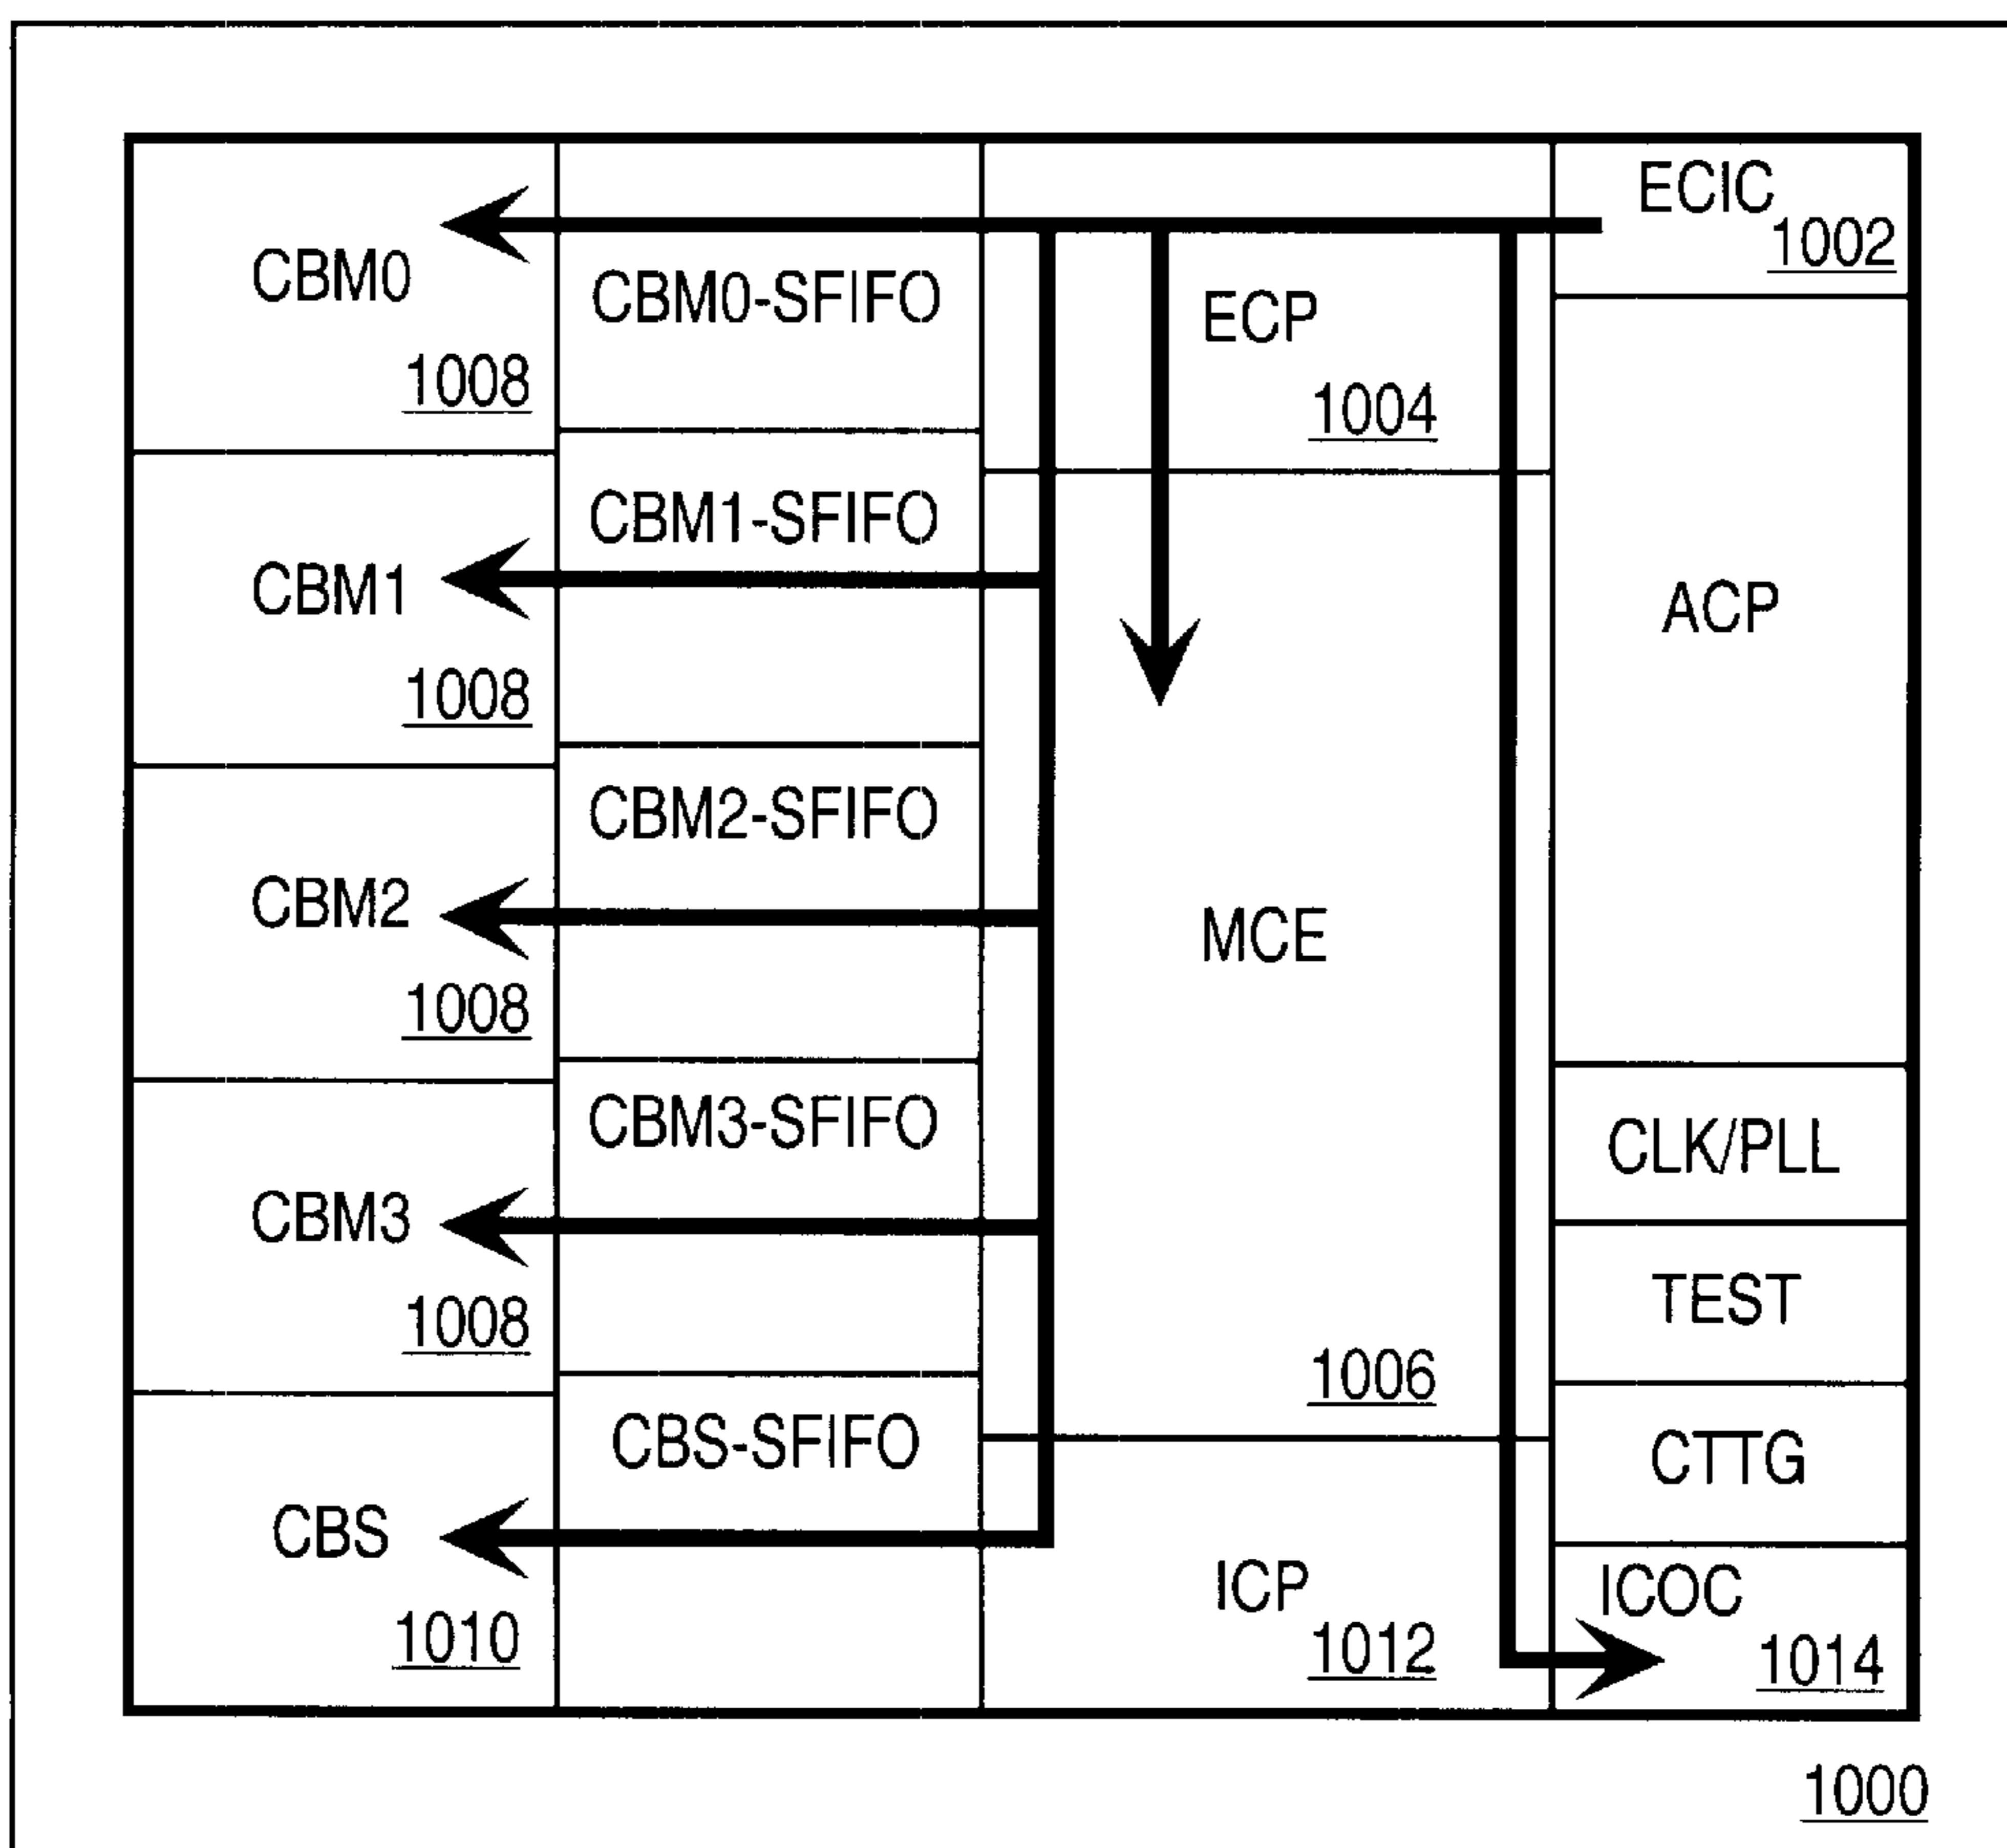 CBM0
1008
CBM1
1008
CBM2
1008
CBM3
1008
CBS
1010
CBM0-SFIFO
CBM1-SFIFO
CBM2-SFIFO
CBM3-SFIFO
CBS-SFIFO
ECP
1004
MCE
1006
ICP
1012
ECIC
1002
ACP
CLK/PLL
TEST
CTTG
ICOC
1014
1000